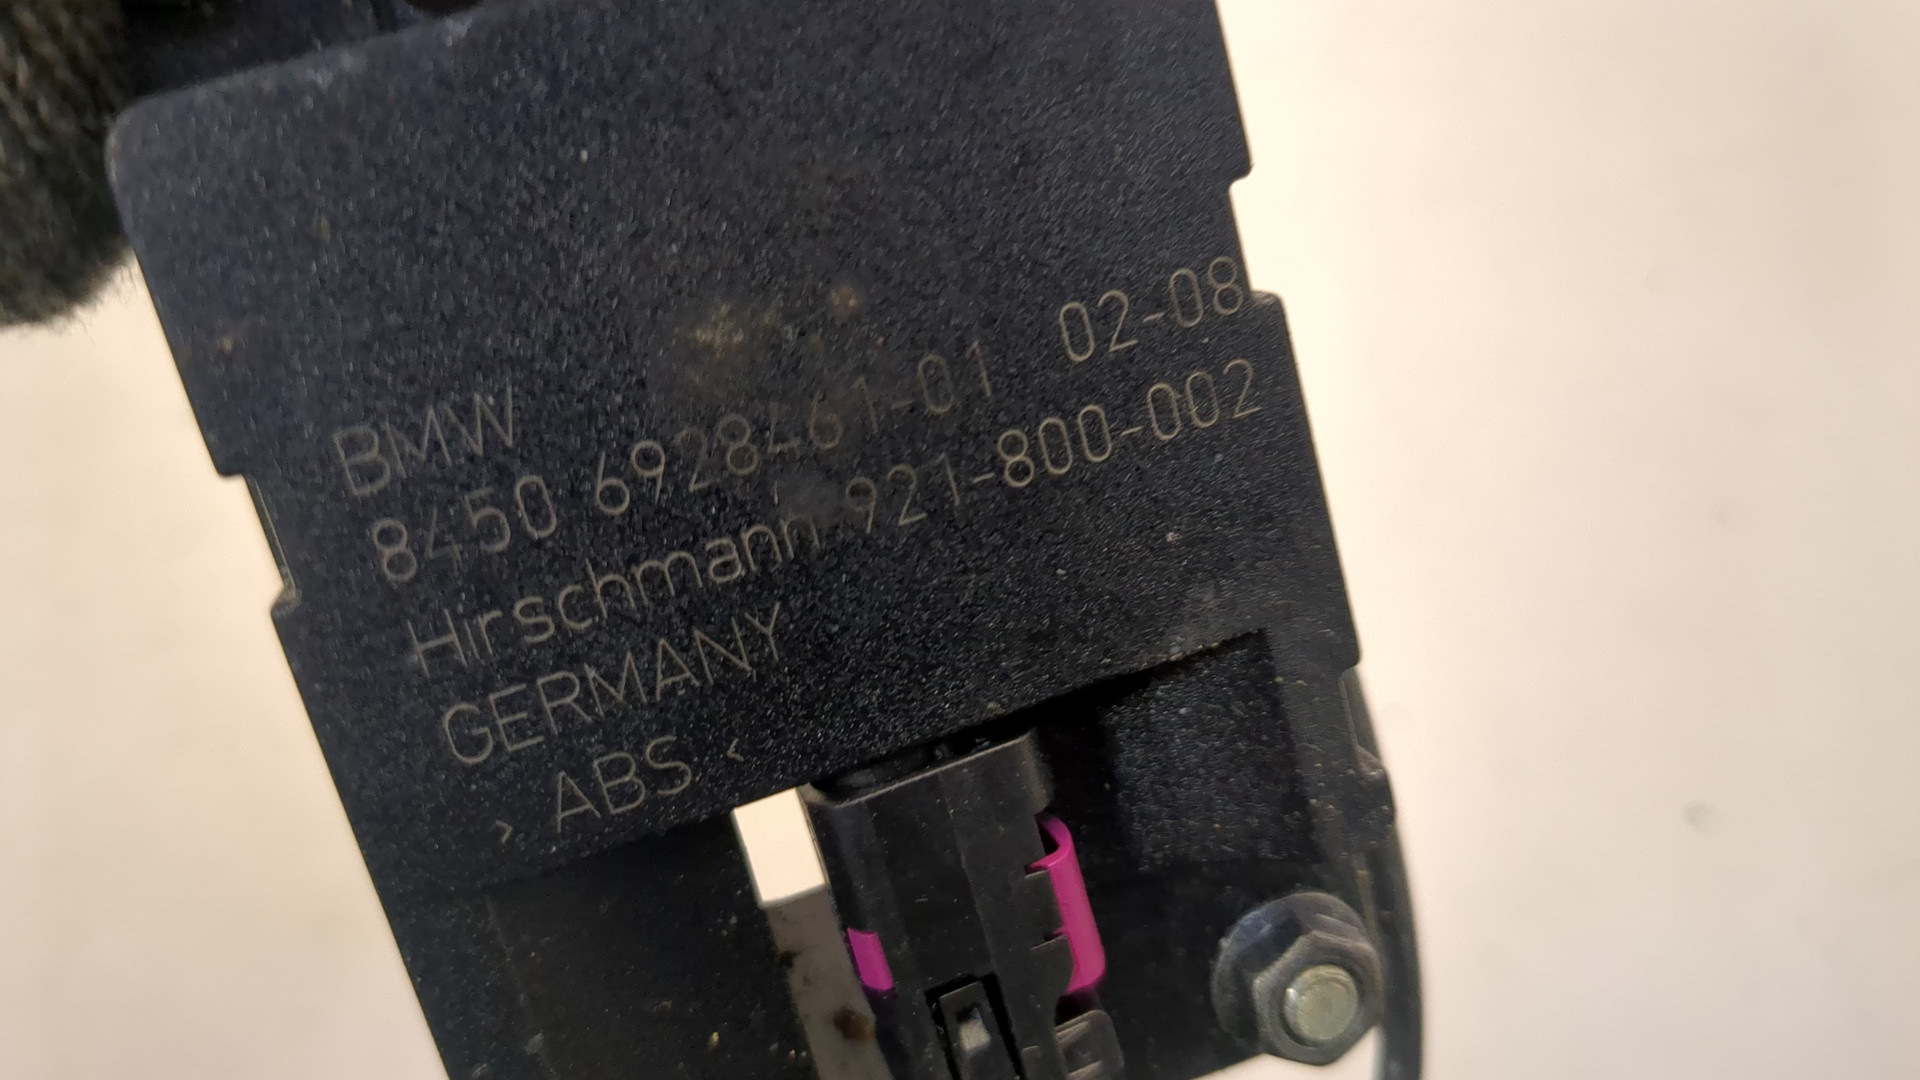 BMW
8450 6928461-01 02-08
Hirschmann 921-800-002
GERMANY
> ABS <